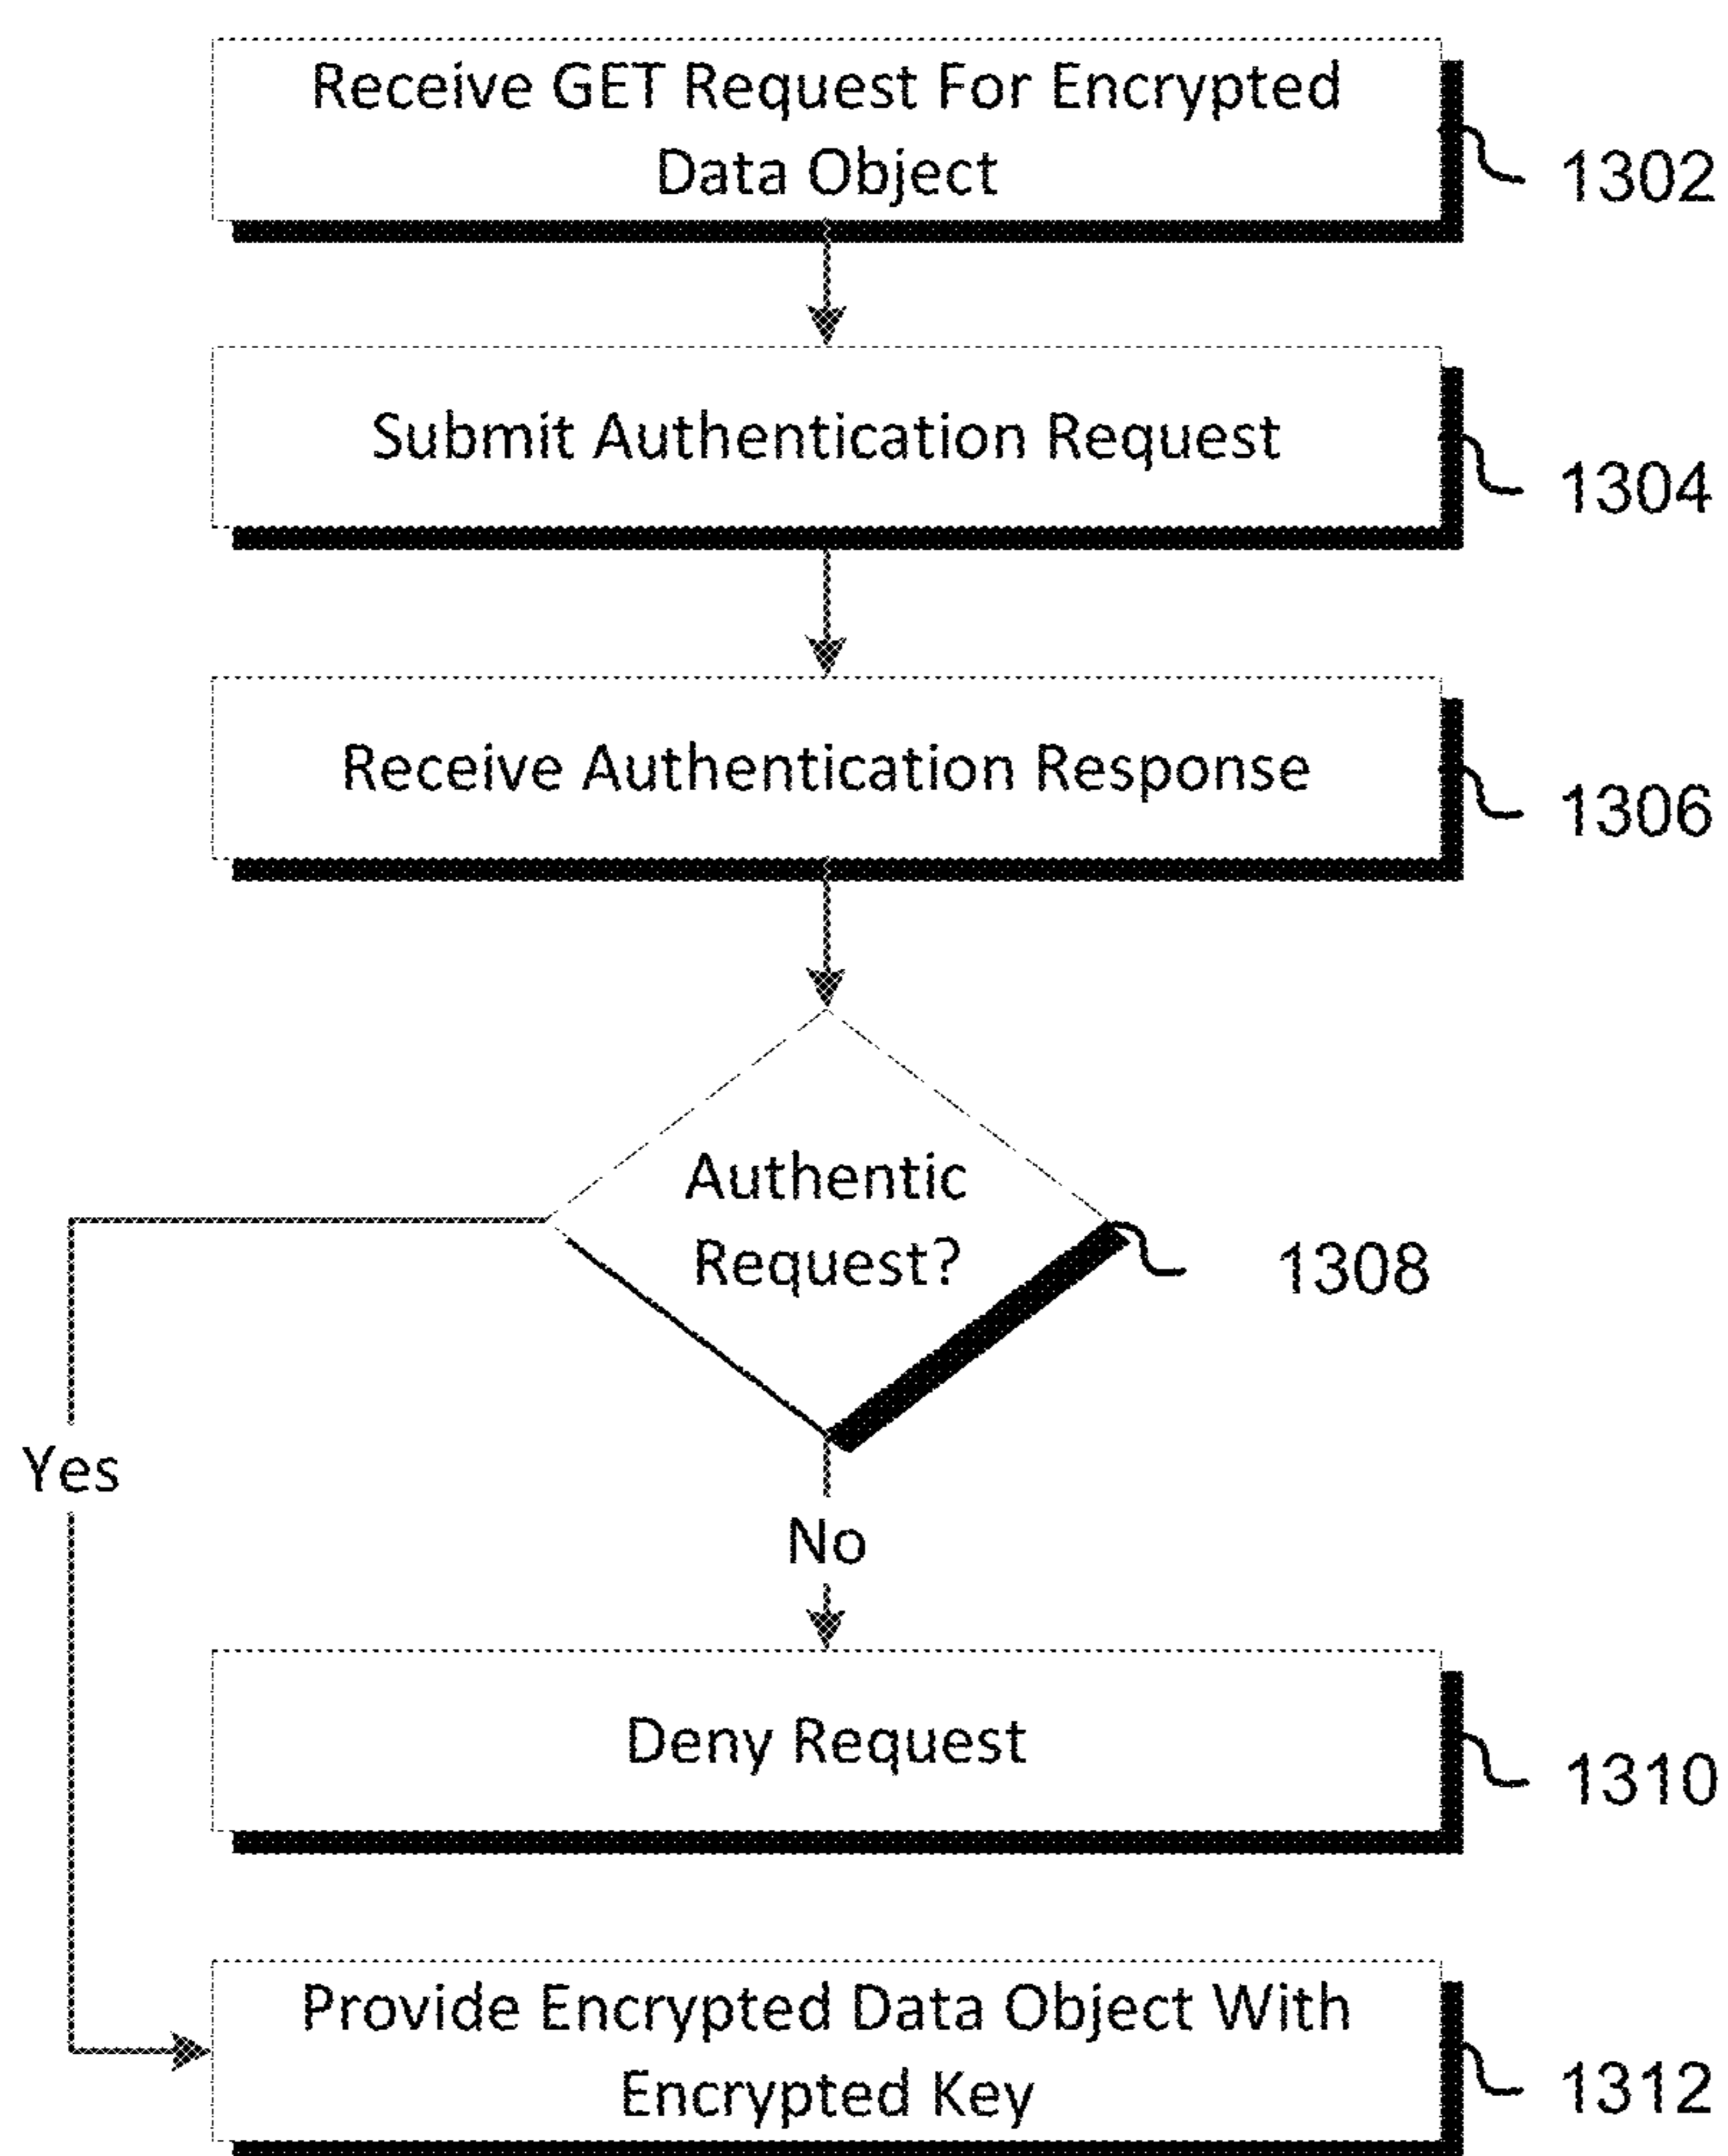 Receive GET Request For Encrypted
Data Object
1302
Submit Authentication Request
1304
Receive Authentication Response
1306
Authentic
Request?
1308
Yes
No
Deny Request
1310
Provide Encrypted Data Object With
Encrypted Key
1312